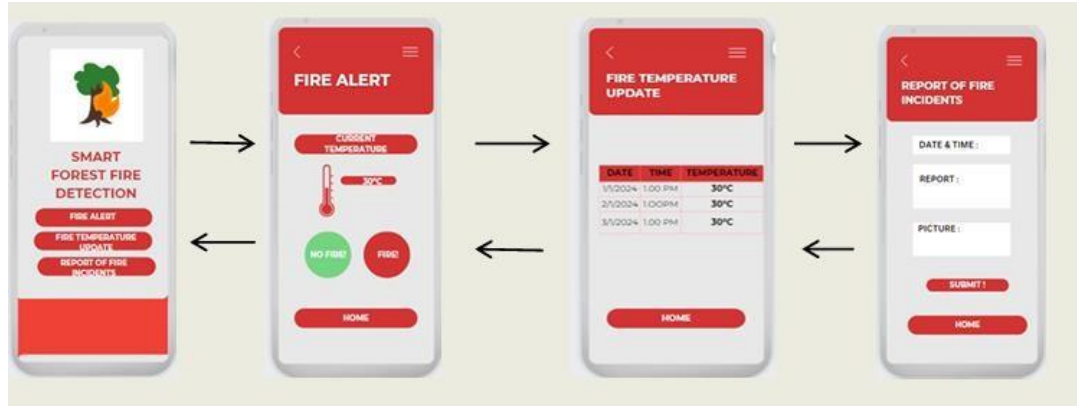 SMART
FOREST FIRE
DETECTION
FIRE ALERT
FIRE TEMPERATURE
UPDATE
REPORT OF FIRE
INCIDENTS
FIRE ALERT
CURRENT
TEMPERATURE
30°C
NO FIRE!
FIRE!
HOME
FIRE TEMPERATURE
UPDATE
DATE TIME TEMPERATURE
1/1/2024 1.00 PM 30°C
2/1/2024 1.00PM 30°C
3/1/2024 1.00 PM 30°C
HOME
REPORT OF FIRE
INCIDENTS
DATE & TIME :
REPORT :
PICTURE :
SUBMIT !
HOME